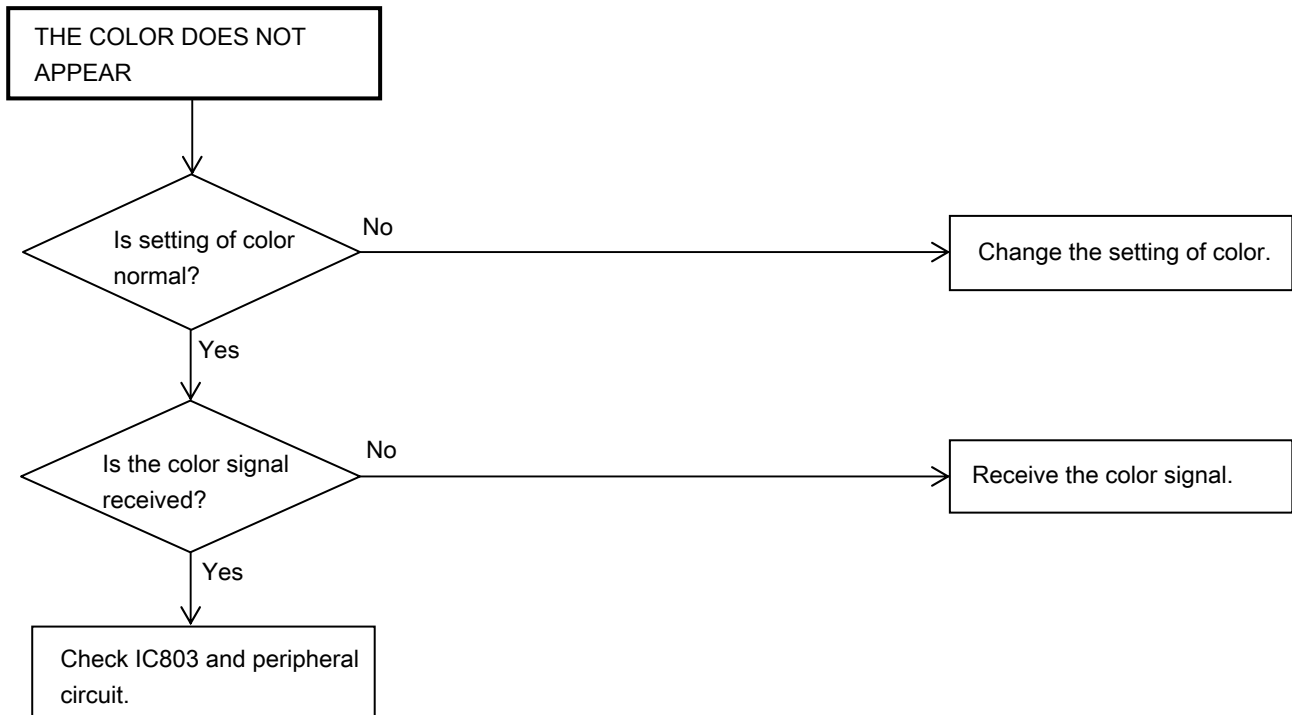 THE COLOR DOES NOT
APPEAR
Is setting of color
normal?
No
Change the setting of color.
Yes
Is the color signal
received?
No
Receive the color signal.
Yes
Check IC803 and peripheral
circuit.